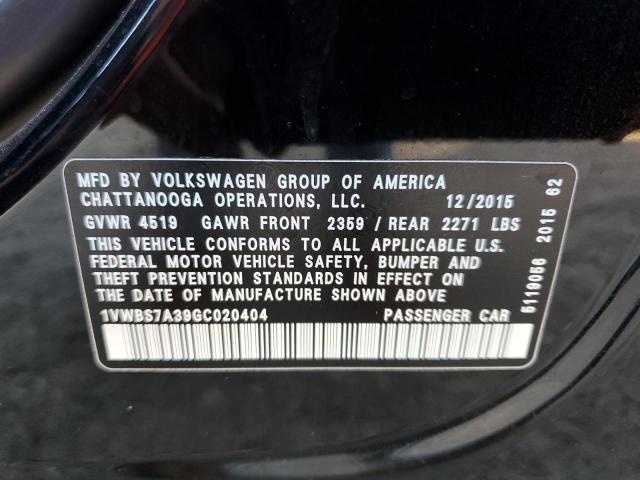 MFD BY VOLKSWAGEN GROUP OF AMERICA
CHATTANOOGA OPERATIONS, LLC. 12/2015
GVWR 4519 GAWR FRONT 2359 / REAR 2271 LBS
THIS VEHICLE CONFORMS TO ALL APPLICABLE U.S.
FEDERAL MOTOR VEHICLE SAFETY, BUMPER AND
THEFT PREVENTION STANDARDS IN EFFECT ON
THE DATE OF MANUFACTURE SHOWN ABOVE
1VWBS7A39GC020404 PASSENGER CAR
5119056 2015 62